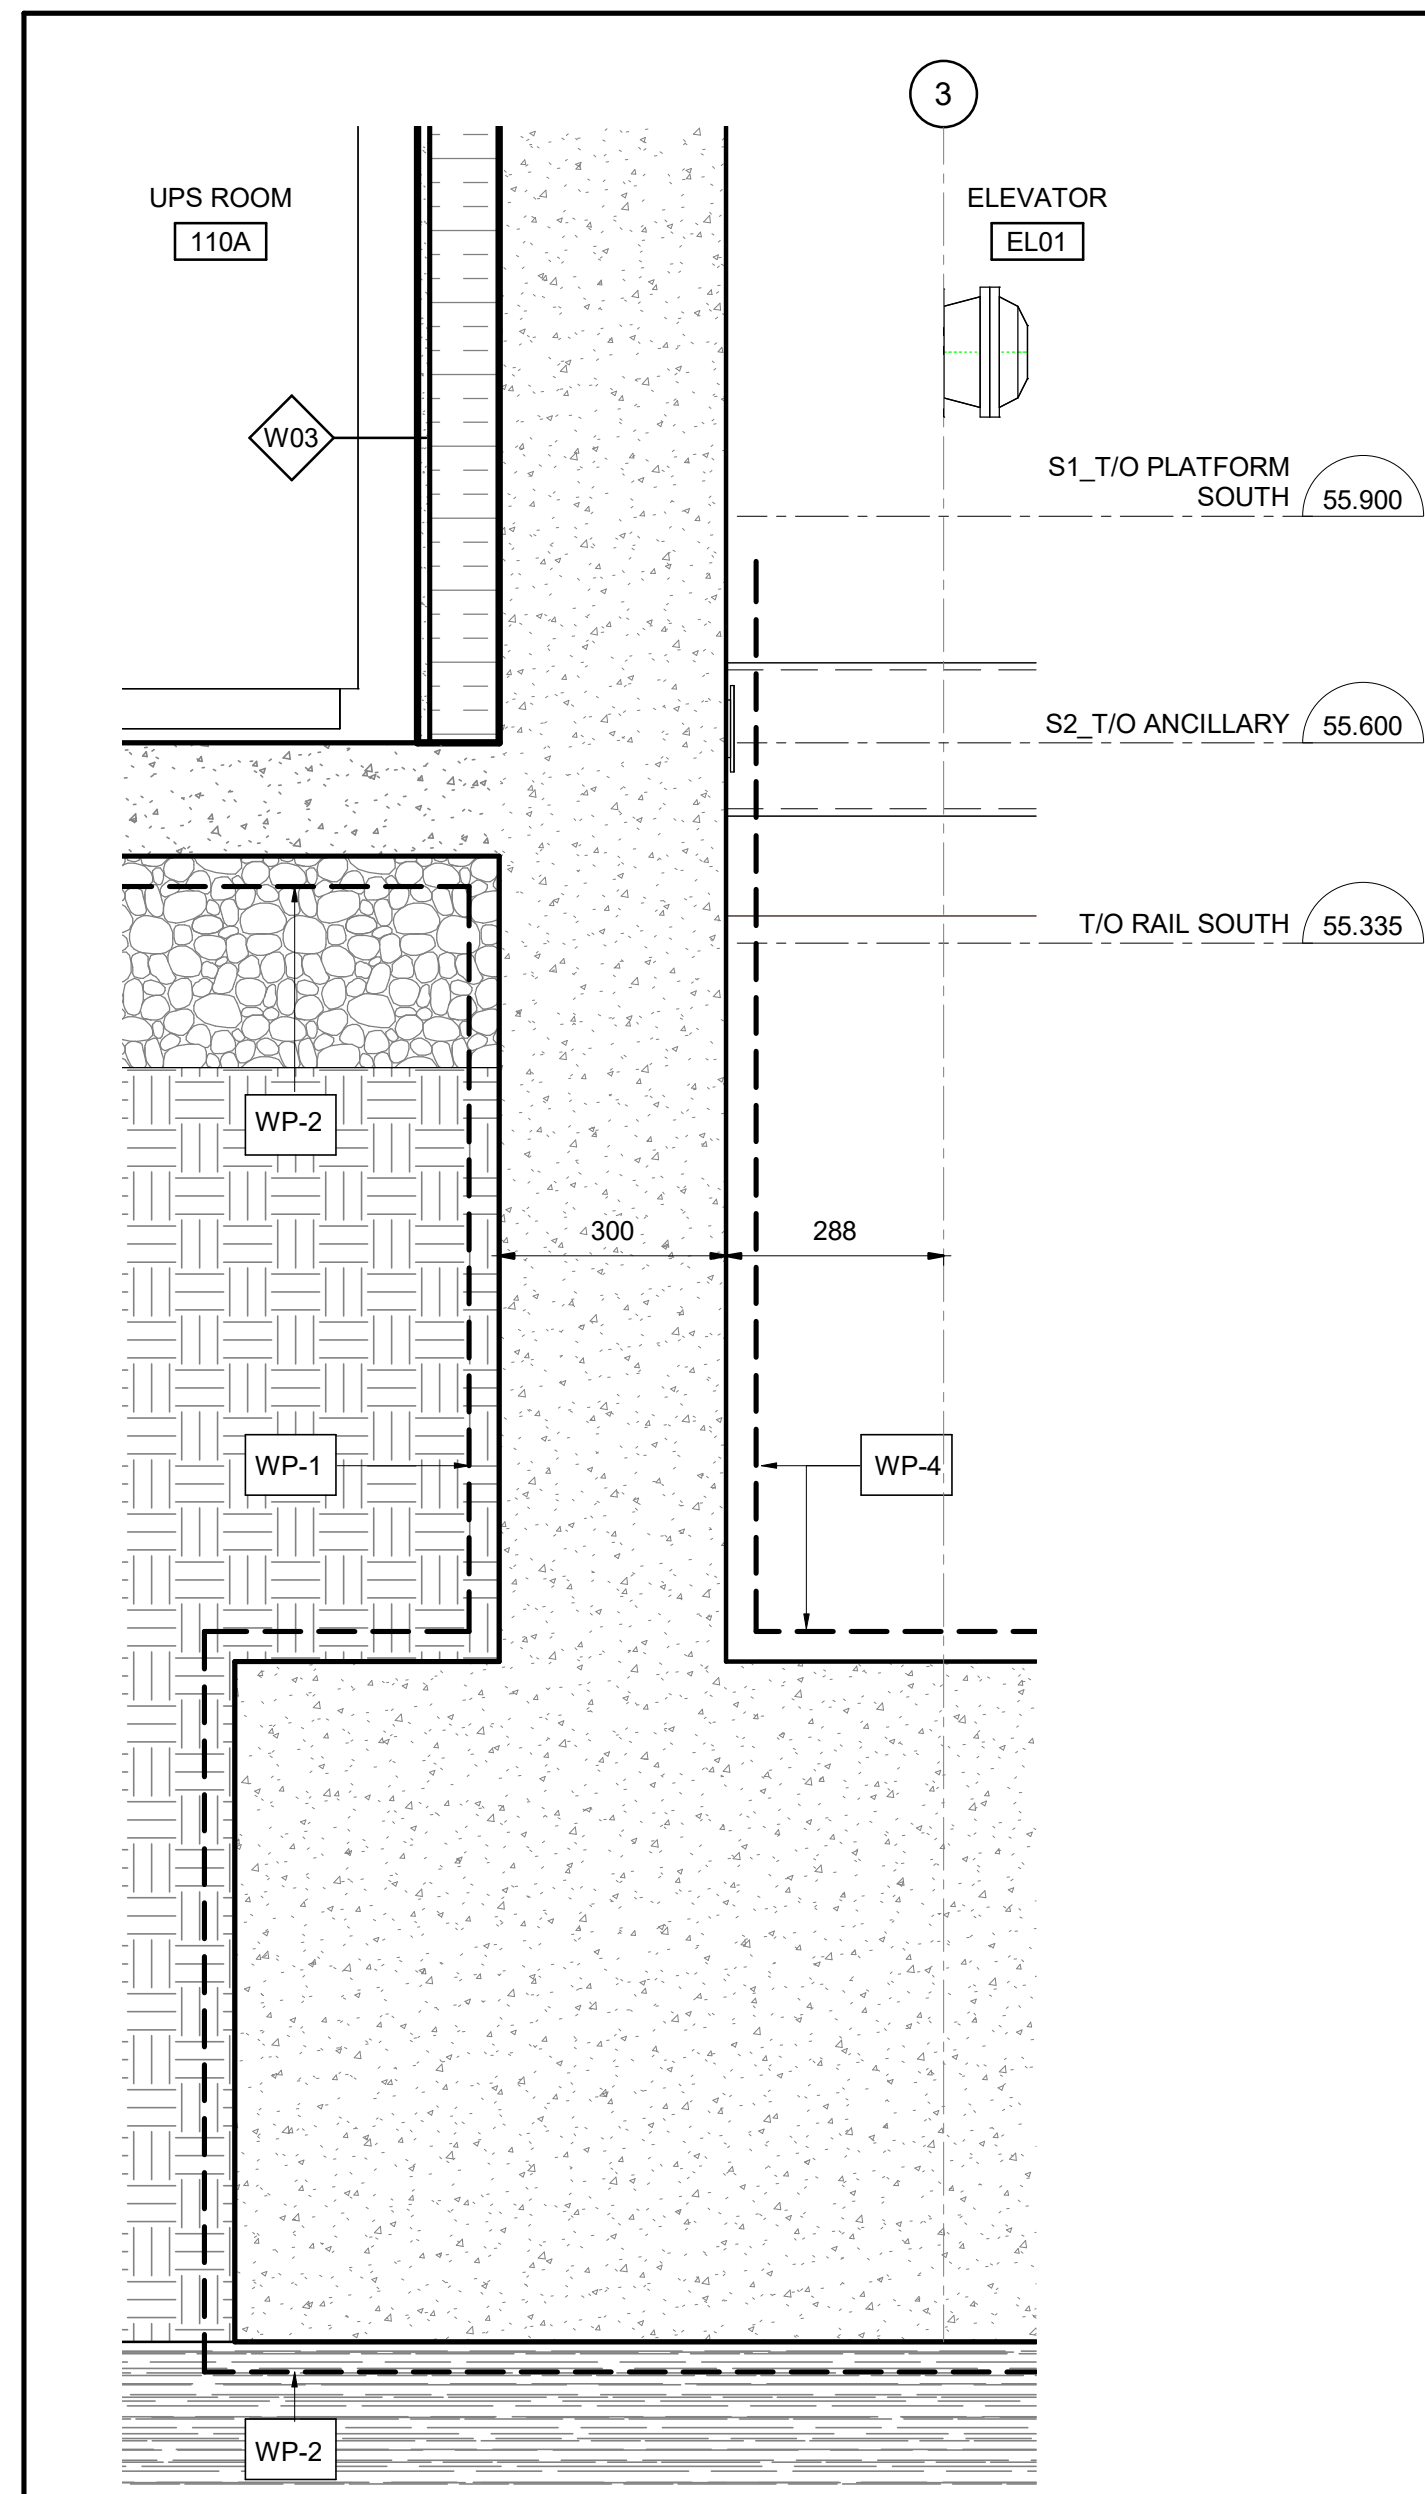 3
UPS ROOM
110A
ELEVATOR
EL01
W03
S1_T/O PLATFORM
SOUTH
55.900
S2_T/O ANCILLARY
55.600
T/O RAIL SOUTH
55.335
WP-2
300
288
WP-1
WP-4
WP-2